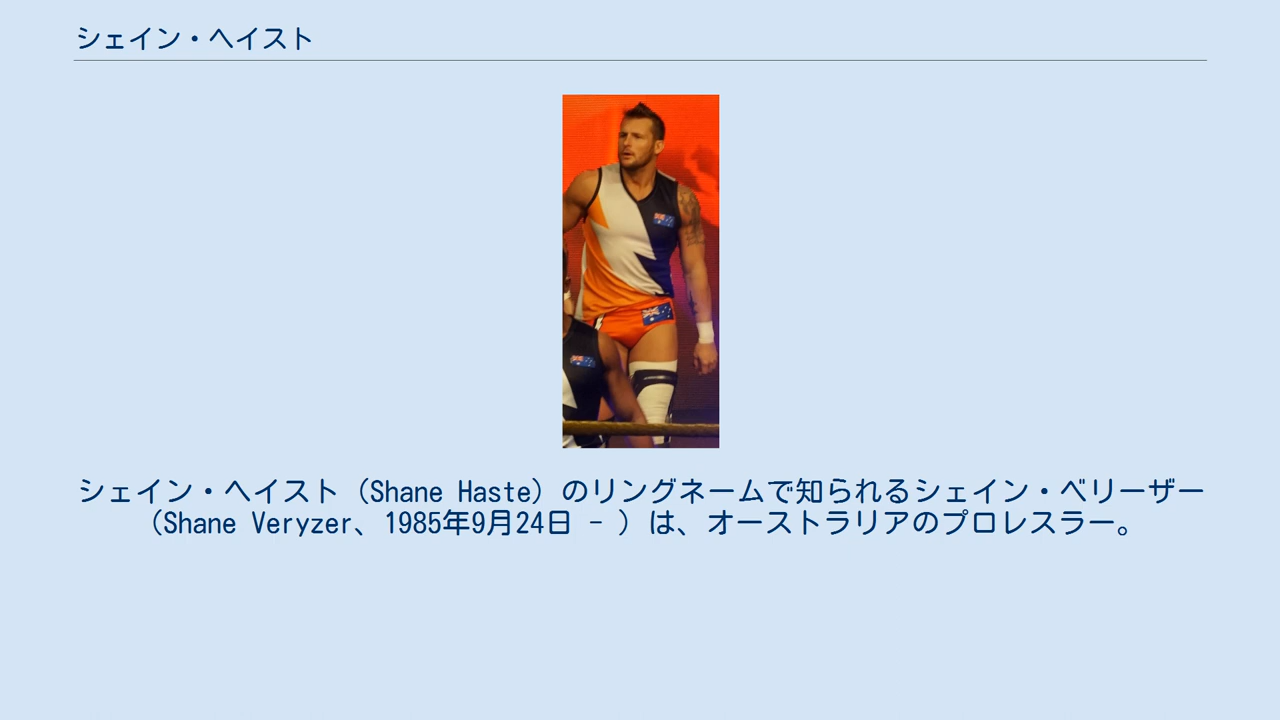 シェイン・ヘイスト
シェイン・ヘイスト（Shane Haste）のリングネームで知られるシェイン・ベリーザー
（Shane Veryzer、1985年9月24日 - ）は、オーストラリアのプロレスラー。